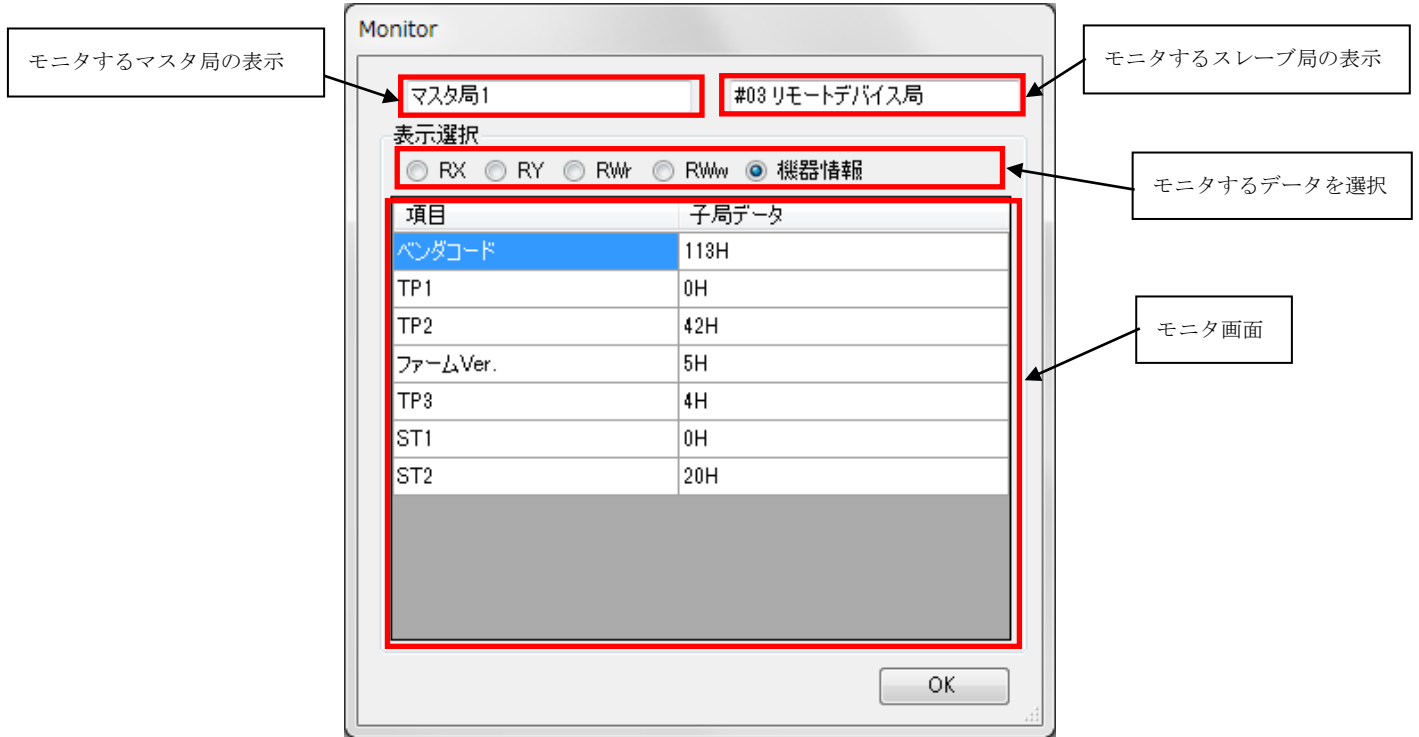 Monitor
モニタするマスタ局の表示
モニタするスレーブ局の表示
マスタ局1 #03 リモートデバイス局
表示選択
RX RY RWr RWw 機器情報
モニタするデータを選択
項目 子局データ
ベンダコード 113H
TP1 0H
TP2 42H
モニタ画面
ファームVer. 5H
TP3 4H
ST1 0H
ST2 20H
OK